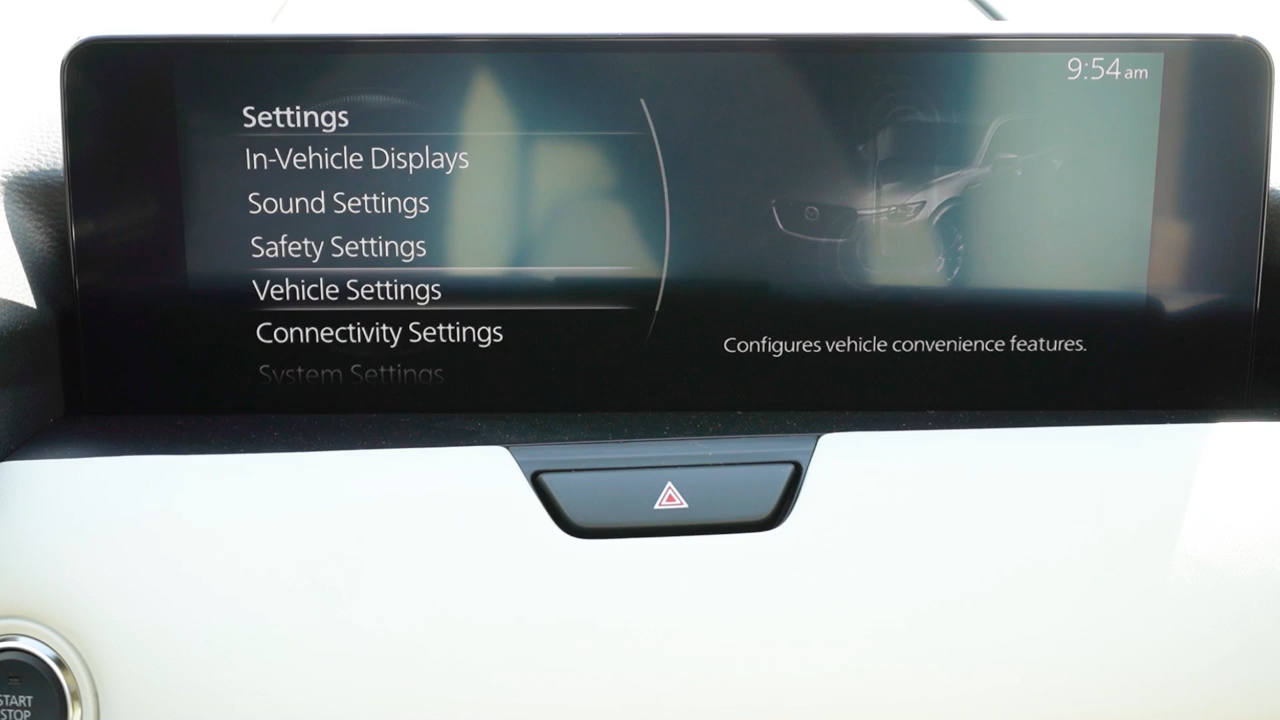 9:54 am
Settings
In-Vehicle Displays
Sound Settings
Safety Settings
Vehicle Settings
Connectivity Settings
System Settings
Configures vehicle convenience features.
START
STOP